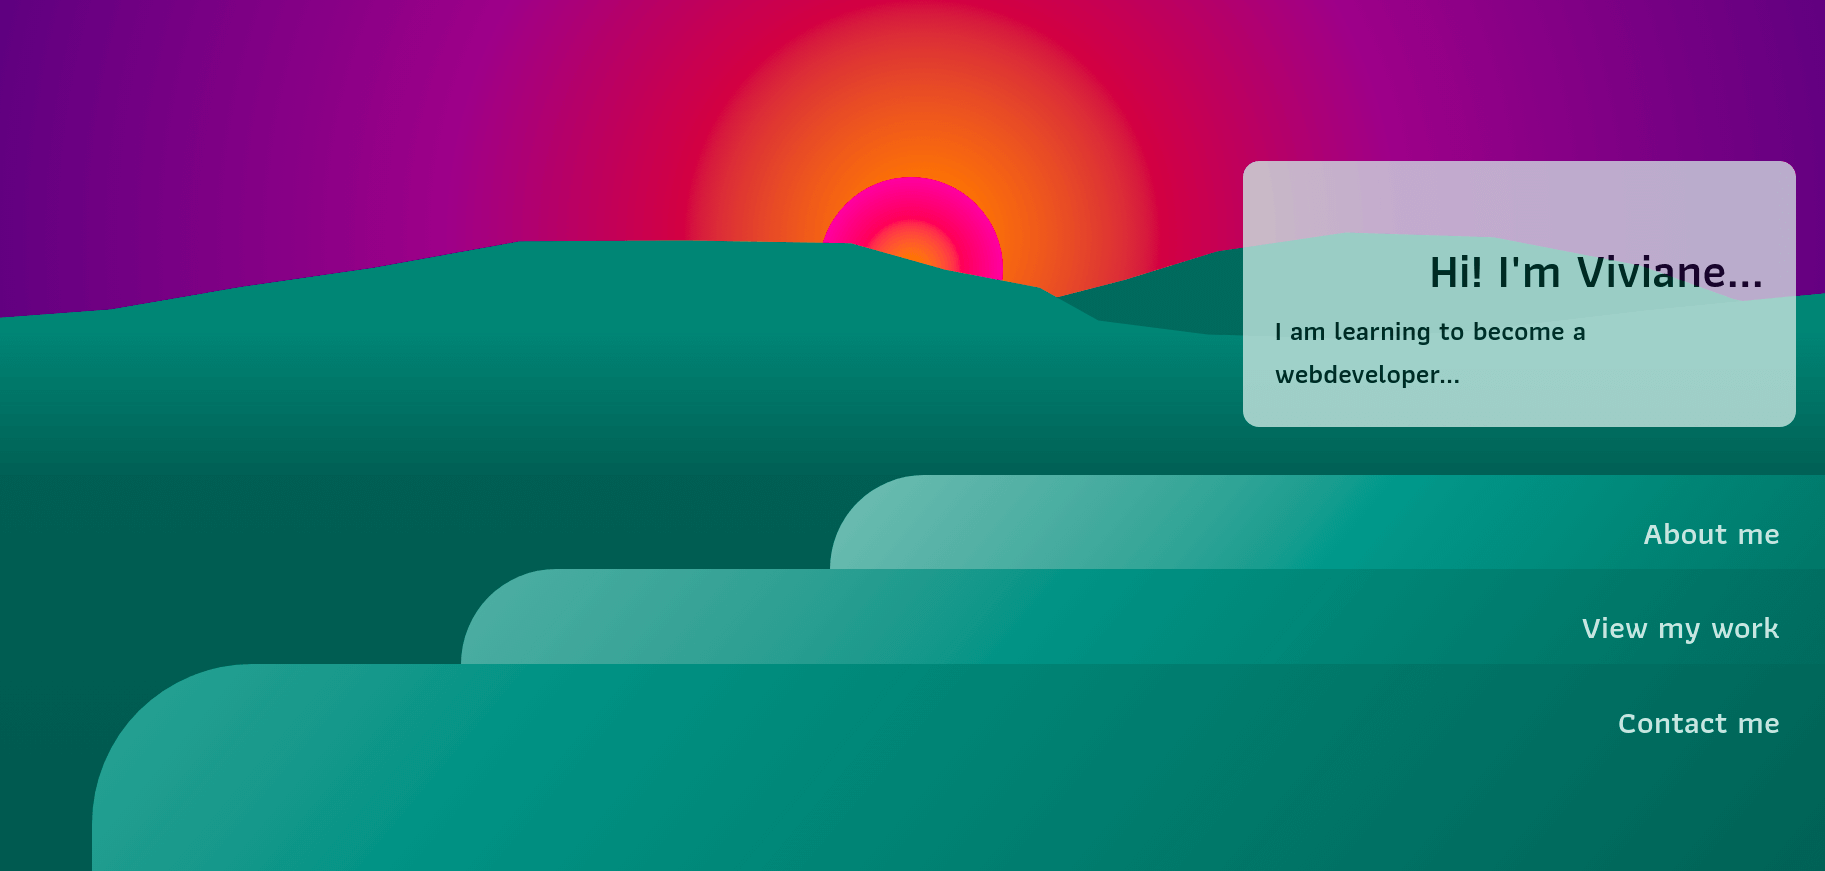 Hi! I'm Viviane...
I am learning to become a
webdeveloper...
About me
View my work
Contact me